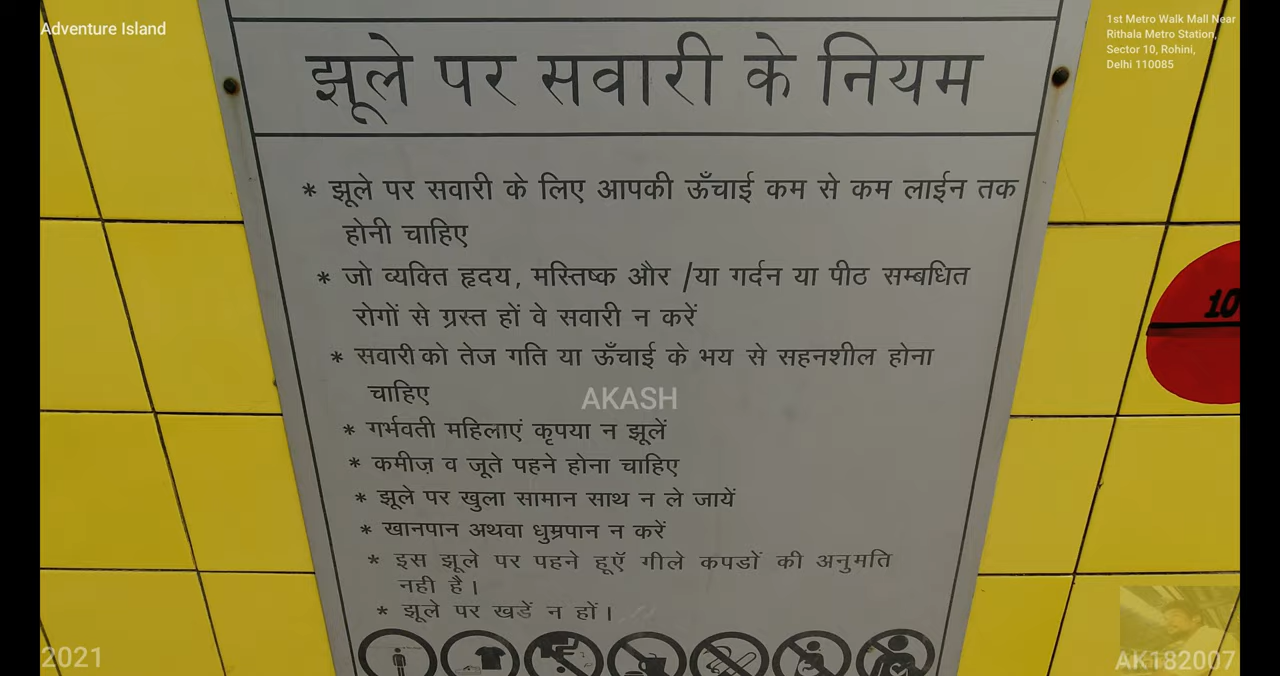 Adventure Island
1st Metro Walk Mall Near
Rithala Metro Station,
Sector 10, Rohini,
Delhi 110085
झूले पर सवारी के नियम
* झूले पर सवारी के लिए आपकी ऊँचाई कम से कम लाईन तक
होनी चाहिए
* जो व्यक्ति हृदय, मस्तिष्क और /या गर्दन या पीठ सम्बधित
रोगों से ग्रस्त हों वे सवारी न करें
* सवारी को तेज गति या ऊँचाई के भय से सहनशील होना
चाहिए
AKASH
* गर्भवती महिलाएं कृपया न झूलें
* कमीज़ व जूते पहने होना चाहिए
* झूले पर खुला सामान साथ न ले जायें
* खानपान अथवा धुम्रपान न करें
* इस झूले पर पहने हूएॅ गीले कपडों की अनुमति
नही है।
* झूले पर खडें न हों।
10
2021
AK182007